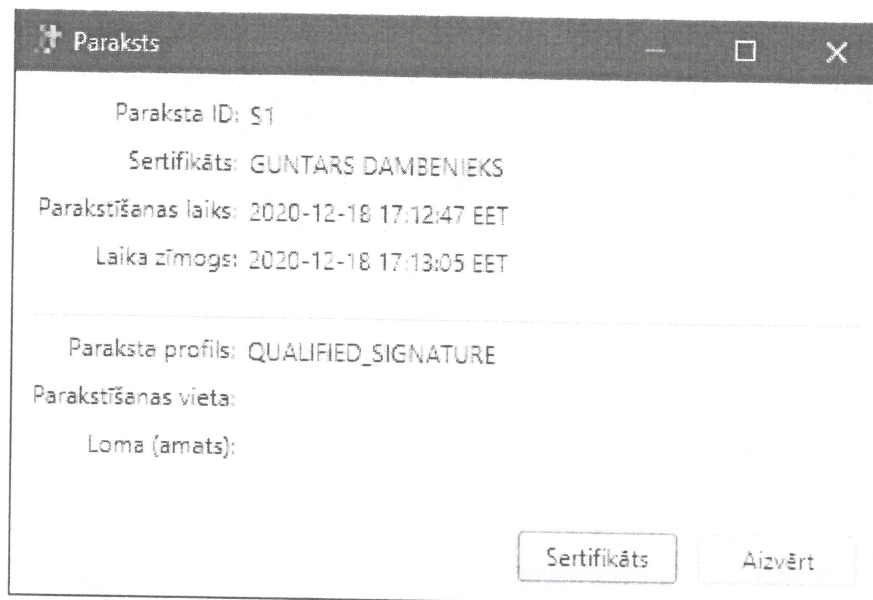 Paraksts
Paraksta ID: S1
Sertifikāts: GUNTARS DAMBENIEKS
Parakstīšanas laiks: 2020-12-18 17:12:47 EET
Laika zīmogs: 2020-12-18 17:13:05 EET
Paraksta profils: QUALIFIED_SIGNATURE
Parakstīšanas vieta:
Loma (amats):
Sertifikāts Aizvērt